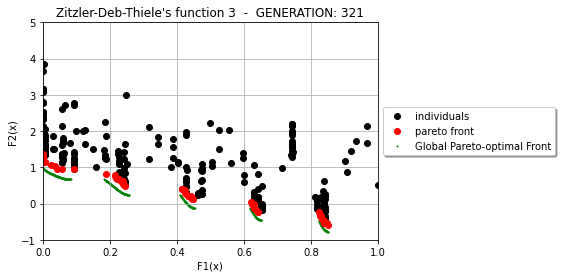 Zitzler-Deb-Thiele's function 3 - GENERATION: 321
5
4
3
2
1
0
−1
F2(x)
0.0 0.2 0.4 0.6 0.8 1.0
F1(x)
individuals
pareto front
Global Pareto-optimal Front